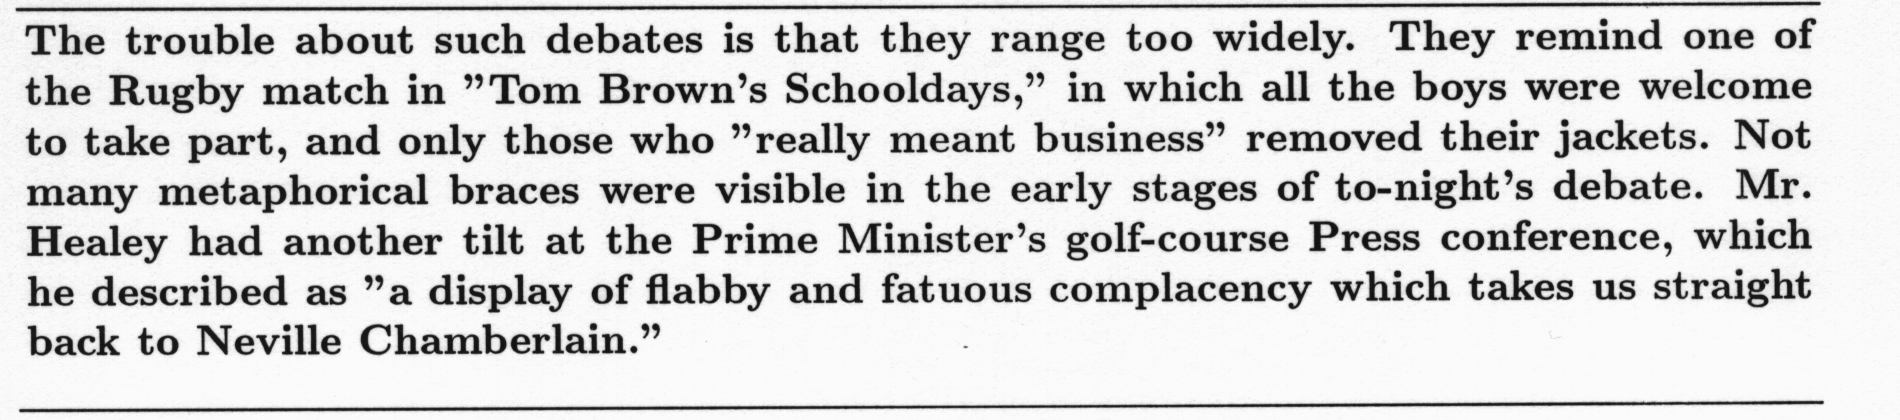 The trouble about such debates is that they range too widely. They remind one of
the Rugby match in ”Tom Brown’s Schooldays,” in which all the boys were welcome
to take part, and only those who ”really meant business” removed their jackets. Not
many metaphorical braces were visible in the early stages of to-night’s debate. Mr.
Healey had another tilt at the Prime Minister’s golf-course Press conference, which
he described as ”a display of flabby and fatuous complacency which takes us straight
back to Neville Chamberlain.”